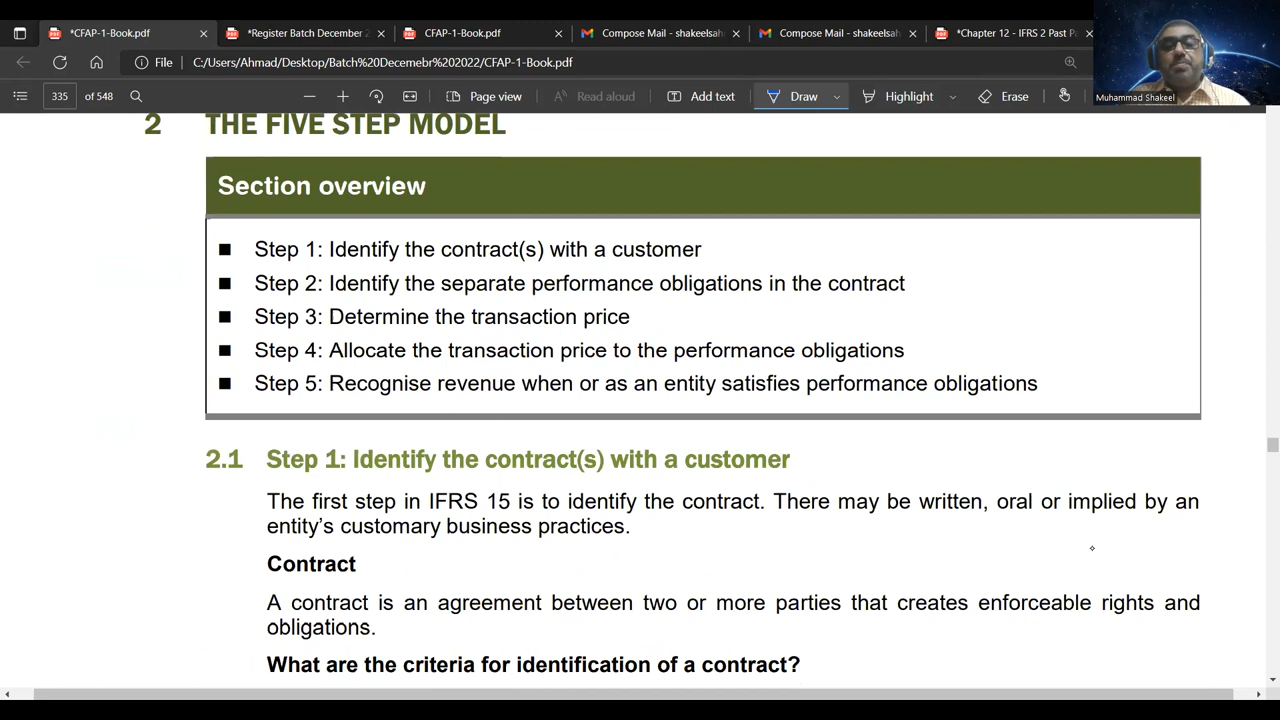 *CFAP-1-Book.pdf
*Register Batch December 2
CFAP-1-Book.pdf
Compose Mail - shakeelsah
Compose Mail - shakeelsah
*Chapter 12 - IFRS 2 Past Pa
File
C:/Users/Ahmad/Desktop/Batch%20Decemebr%202022/CFAP-1-Book.pdf
335 of 548
Page view
Read aloud
Add text
Draw
Highlight
Erase
Muhammad Shakeel
2 THE FIVE STEP MODEL
Section overview
■ Step 1: Identify the contract(s) with a customer
■ Step 2: Identify the separate performance obligations in the contract
■ Step 3: Determine the transaction price
■ Step 4: Allocate the transaction price to the performance obligations
■ Step 5: Recognise revenue when or as an entity satisfies performance obligations
2.1 Step 1: Identify the contract(s) with a customer
The first step in IFRS 15 is to identify the contract. There may be written, oral or implied by an
entity's customary business practices.
Contract
A contract is an agreement between two or more parties that creates enforceable rights and
obligations.
What are the criteria for identification of a contract?